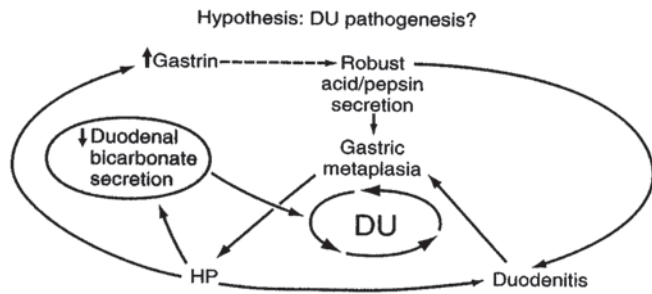 Hypothesis: DU pathogenesis?
↑Gastrin
Robust
acid/pepsin
secretion
↓Duodenal
bicarbonate
secretion
Gastric
metaplasia
DU
HP
Duodenitis